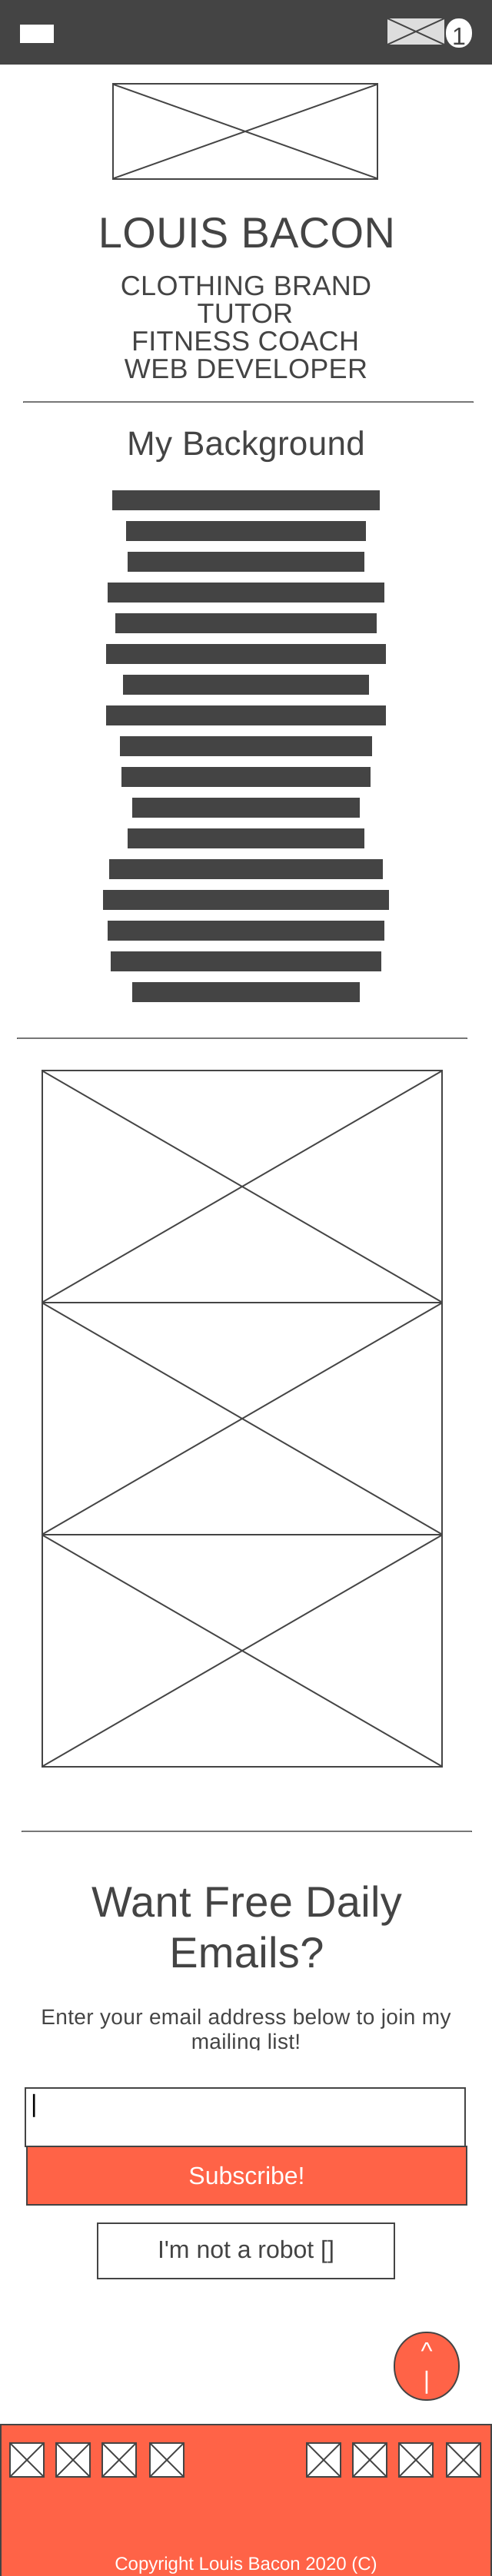 1
LOUIS BACON
CLOTHING BRAND
TUTOR
FITNESS COACH
WEB DEVELOPER
My Background
Want Free Daily
Emails?
Enter your email address below to join my
mailing list!
Subscribe!
I'm not a robot []
^
|
Copyright Louis Bacon 2020 (C)